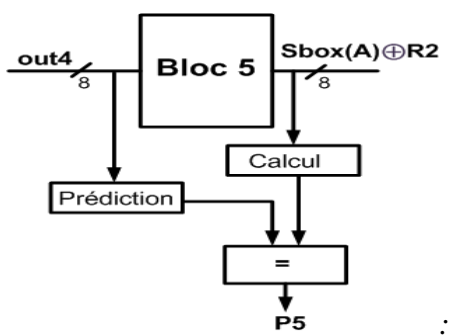 out4
8
Bloc 5
Sbox(A)⊕R2
8
Calcul
Prédiction
=
P5
: